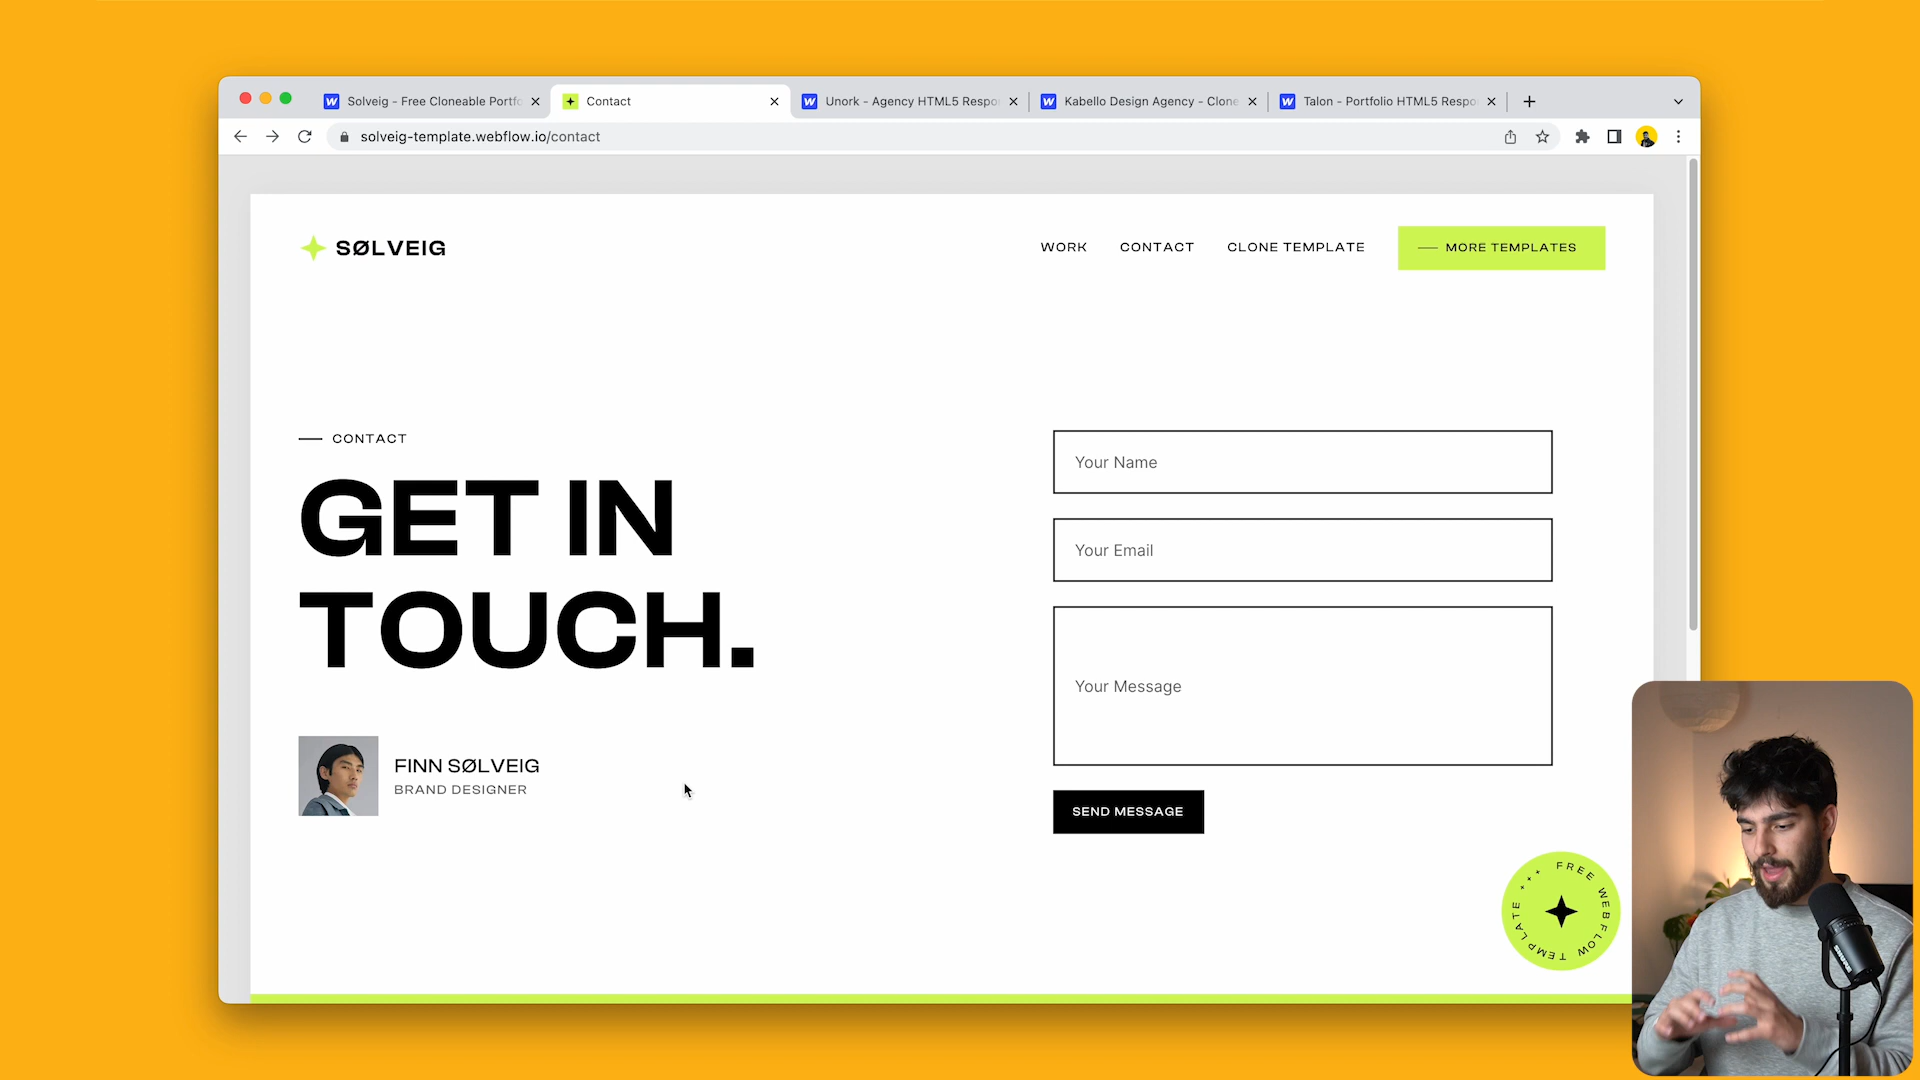 Solveig - Free Cloneable Portfo
Contact
Unork - Agency HTML5 Respo
Kabello Design Agency - Clone
Talon - Portfolio HTML5 Respo
solveig-template.webflow.io/contact
SØLVEIG
WORK
CONTACT
CLONE TEMPLATE
MORE TEMPLATES
CONTACT
GET IN
TOUCH.
FINN SØLVEIG
BRAND DESIGNER
Your Name
Your Email
Your Message
SEND MESSAGE
FREE WEBFLOW TEMPLATE +++
SHURE